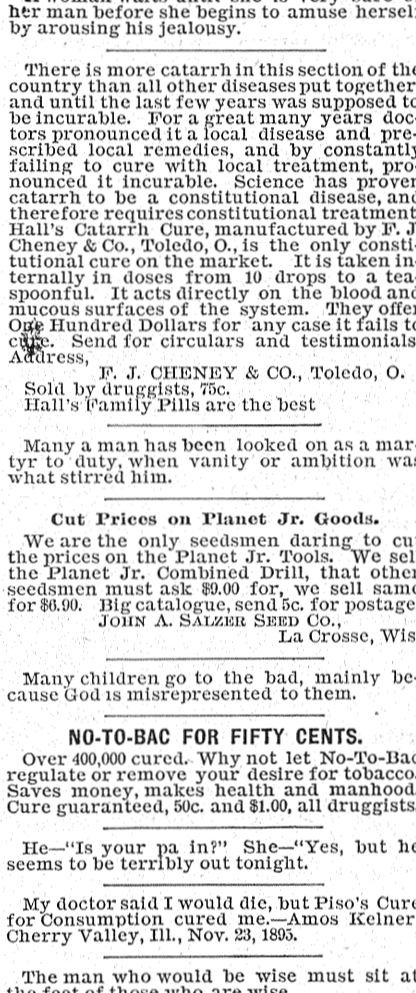 her man before she begins to amuse hersel
by arousing his jealousy.
There is more catarrh in this section of the
country than all other diseases put together
and until the last few years was supposed to
be incurable. For a great many years doc-
tors pronounced it a local disease and pre-
scribed local remedies, and by constantly
failing to cure with local treatment, pro-
nounced it incurable. Science has proven
catarrh to be a constitutional disease, and
therefore requires constitutional treatment
Hall's Catarrh Cure, manufactured by F. J
Cheney & Co., Toledo, O., is the only consti-
tutional cure on the market. It is taken in-
ternally in doses from 10 drops to a tea-
spoonful. It acts directly on the blood and
mucous surfaces of the system. They offer
One Hundred Dollars for any case it fails to
cure. Send for circulars and testimonials
Address,
F. J. CHENEY & CO., Toledo, O.
Sold by druggists, 75c.
Hall's Family Pills are the best
Many a man has been looked on as a mar-
tyr to duty, when vanity or ambition was
what stirred him.
Cut Prices on Planet Jr. Goods.
We are the only seedsmen daring to cu
the prices on the Planet Jr. Tools. We sel
the Planet Jr. Combined Drill, that other
seedsmen must ask $9.00 for, we sell same
for $6.90. Big catalogue, send 5c. for postage
JOHN A. SALZER SEED CO.,
La Crosse, Wis
Many children go to the bad, mainly be-
cause God is misrepresented to them.
NO-TO-BAC FOR FIFTY CENTS.
Over 400,000 cured. Why not let No-To-Bac
regulate or remove your desire for tobacco
Saves money, makes health and manhood
Cure guaranteed, 50c. and $1.00, all druggists
He—"Is your pa in?" She—"Yes, but he
seems to be terribly out tonight.
My doctor said I would die, but Piso's Cure
for Consumption cured me.—Amos Kelner
Cherry Valley, Ill., Nov. 23, 1895.
The man who would be wise must sit at
the feet of those who are wise